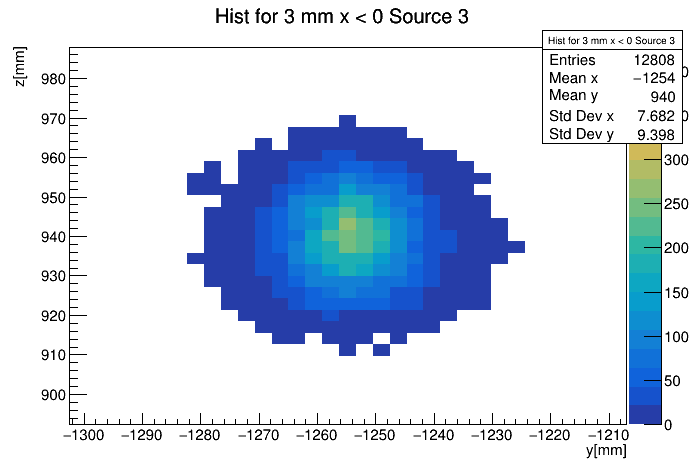 Hist for 3 mm x < 0 Source 3
Hist for 3 mm x < 0 Source 3
Entries 12808
Mean x −1254
Mean y 940
Std Dev x 7.682
Std Dev y 9.398
z[mm]
980
970
960
950
940
930
920
910
900
0
0
300
250
200
150
100
50
0
−1300 −1290 −1280 −1270 −1260 −1250 −1240 −1230 −1220 −1210
y[mm]